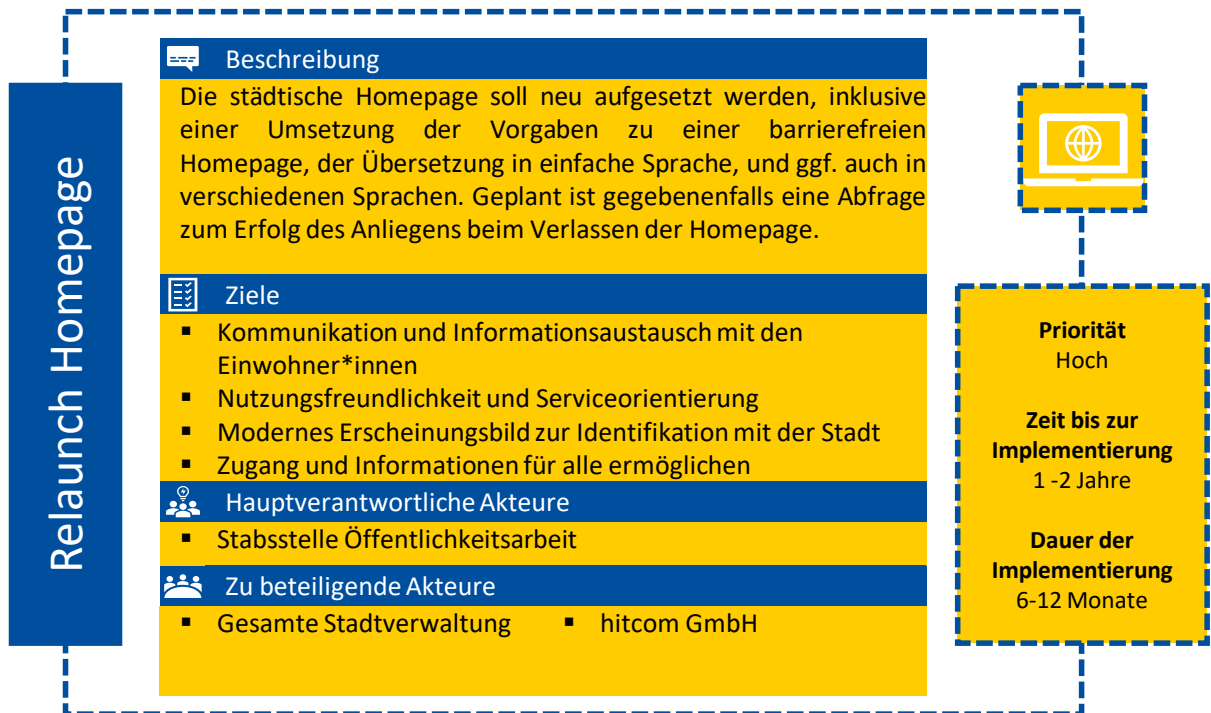 Relaunch Homepage
Beschreibung
Die städtische Homepage soll neu aufgesetzt werden, inklusive
einer Umsetzung der Vorgaben zu einer barrierefreien
Homepage, der Übersetzung in einfache Sprache, und ggf. auch in
verschiedenen Sprachen. Geplant ist gegebenenfalls eine Abfrage
zum Erfolg des Anliegens beim Verlassen der Homepage.
Ziele
▪ Kommunikation und Informationsaustausch mit den
Einwohner*innen
▪ Nutzungsfreundlichkeit und Serviceorientierung
▪ Modernes Erscheinungsbild zur Identifikation mit der Stadt
▪ Zugang und Informationen für alle ermöglichen
Hauptverantwortliche Akteure
▪ Stabsstelle Öffentlichkeitsarbeit
Zu beteiligende Akteure
▪ Gesamte Stadtverwaltung ▪ hitcom GmbH
Priorität
Hoch
Zeit bis zur
Implementierung
1 -2 Jahre
Dauer der
Implementierung
6-12 Monate